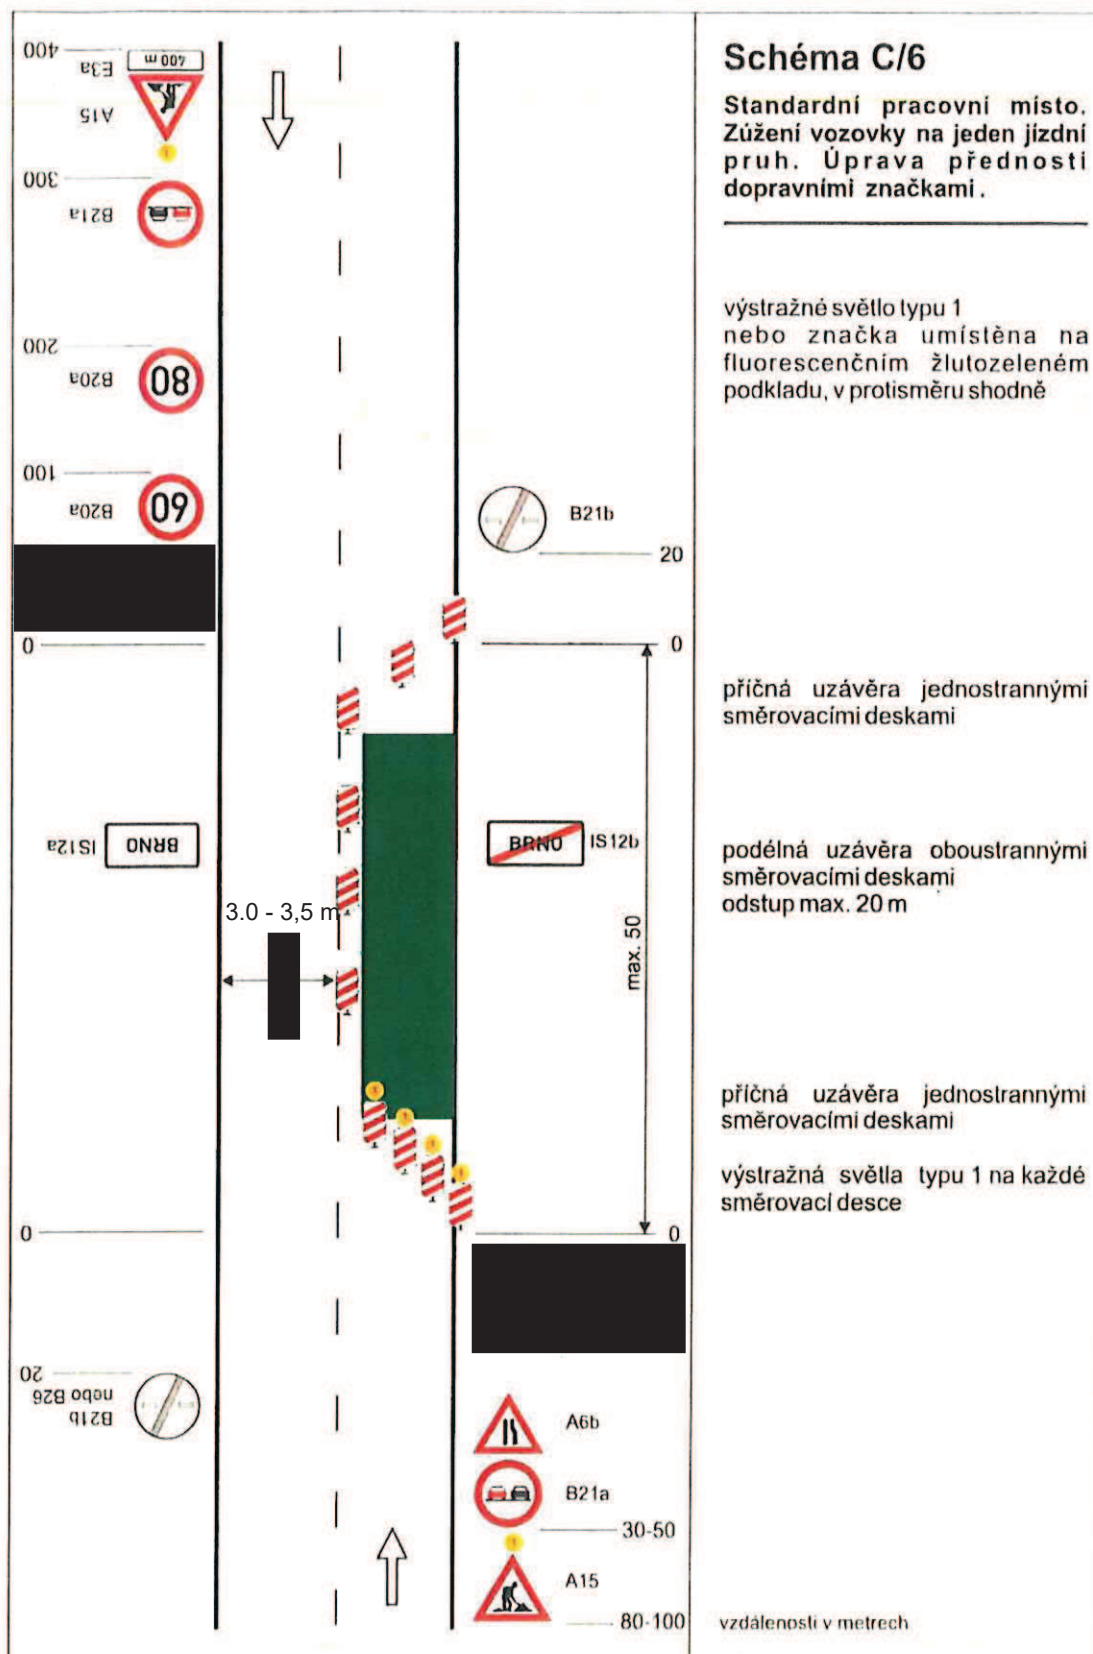 Schéma C/6
Standardní pracovní místo.
Zúžení vozovky na jeden jízdní
pruh. Úprava přednosti
dopravními značkami.
400
E3a
400 m
A15
300
B21a
výstražné světlo typu 1
nebo značka umístěna na
fluorescenčním žlutozeleném
podkladu, v protisměru shodně
200
B20a
80
100
B20a
60
B21b
20
0
0
příčná uzávěra jednostrannými
směrovacími deskami
IS12a
BRNO
BRNO
IS12b
podélná uzávěra oboustrannými
směrovacími deskami
odstup max. 20 m
3.0 - 3,5 m
max. 50
příčná uzávěra jednostrannými
směrovacími deskami
výstražná světla typu 1 na každé
směrovací desce
0
0
20
B21b
nebo B26
A6b
B21a
30-50
A15
80-100
vzdálenosti v metrech